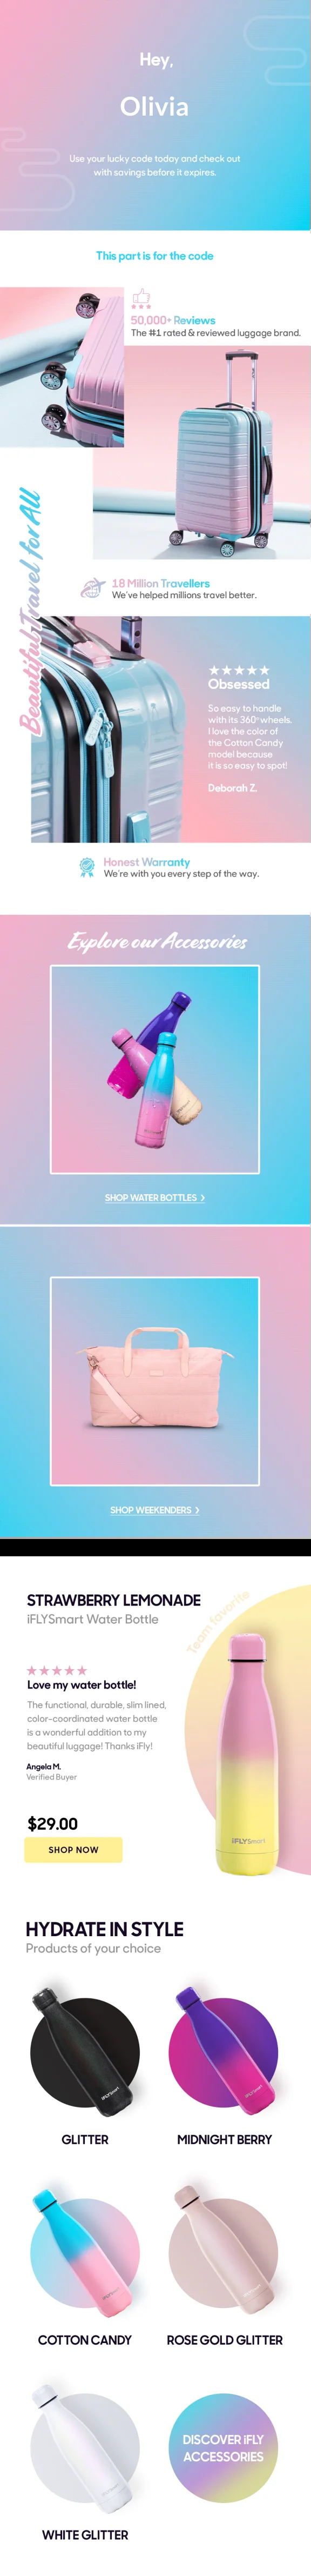 Hey,
Olivia
Use your lucky code today and check out
with savings before it expires.
This part is for the code
50,000+ Reviews
The #1 rated & reviewed luggage brand.
Beautiful Travel for All
18 Million Travellers
We've helped millions travel better.
Obsessed
So easy to handle
with its 360° wheels.
I love the color of
the Cotton Candy
model because
it is so easy to spot!
Deborah Z.
Honest Warranty
We're with you every step of the way.
Explore our Accessories
SHOP WATER BOTTLES >
SHOP WEEKENDERS >
STRAWBERRY LEMONADE
iFLYSmart Water Bottle
Team favorite
Love my water bottle!
The functional, durable, slim lined,
color-coordinated water bottle
is a wonderful addition to my
beautiful luggage! Thanks iFly!
Angela M.
Verified Buyer
iFLYSmart
$29.00
SHOP NOW
HYDRATE IN STYLE
Products of your choice
iFLYSmart
iFLYSmart
GLITTER
MIDNIGHT BERRY
COTTON CANDY
ROSE GOLD GLITTER
DISCOVER iFLY
ACCESSORIES
WHITE GLITTER